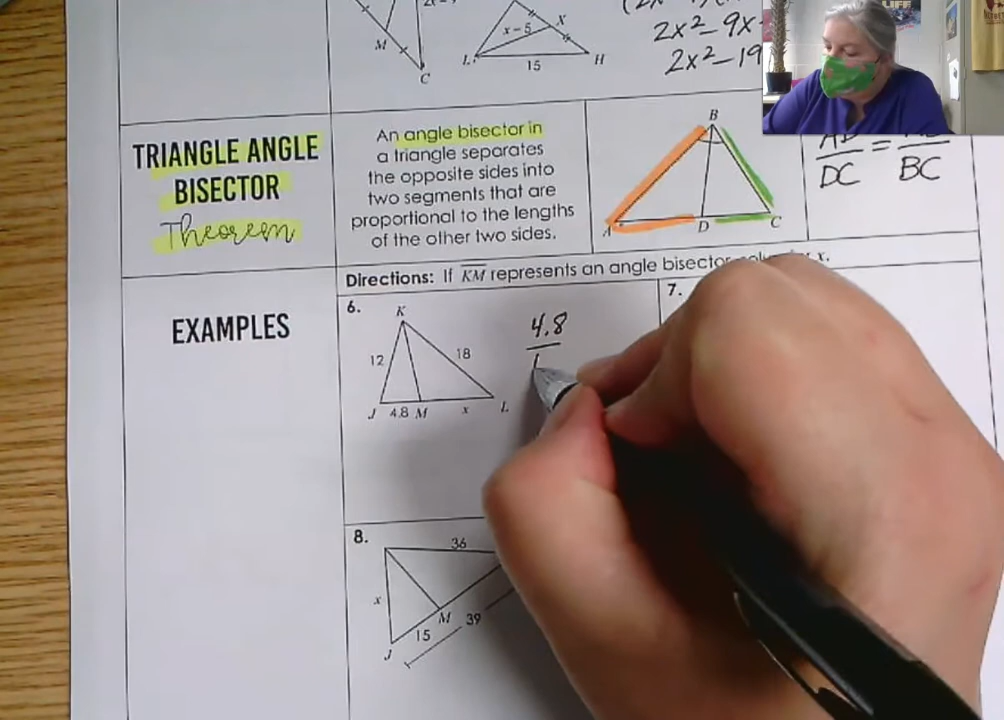 M
C
x-5
x
L
15
H
2x²-9x-
2x²-19
TRIANGLE ANGLE
BISECTOR
Theorem
An angle bisector in
a triangle separates
the opposite sides into
two segments that are
proportional to the lengths
of the other two sides.
B
A
D
C
DC = BC
Directions: If KM represents an angle bisector x.
6.
K
12
18
J 4.8 M x L
4.8
7.
EXAMPLES
8.
36
x
M
39
15
J